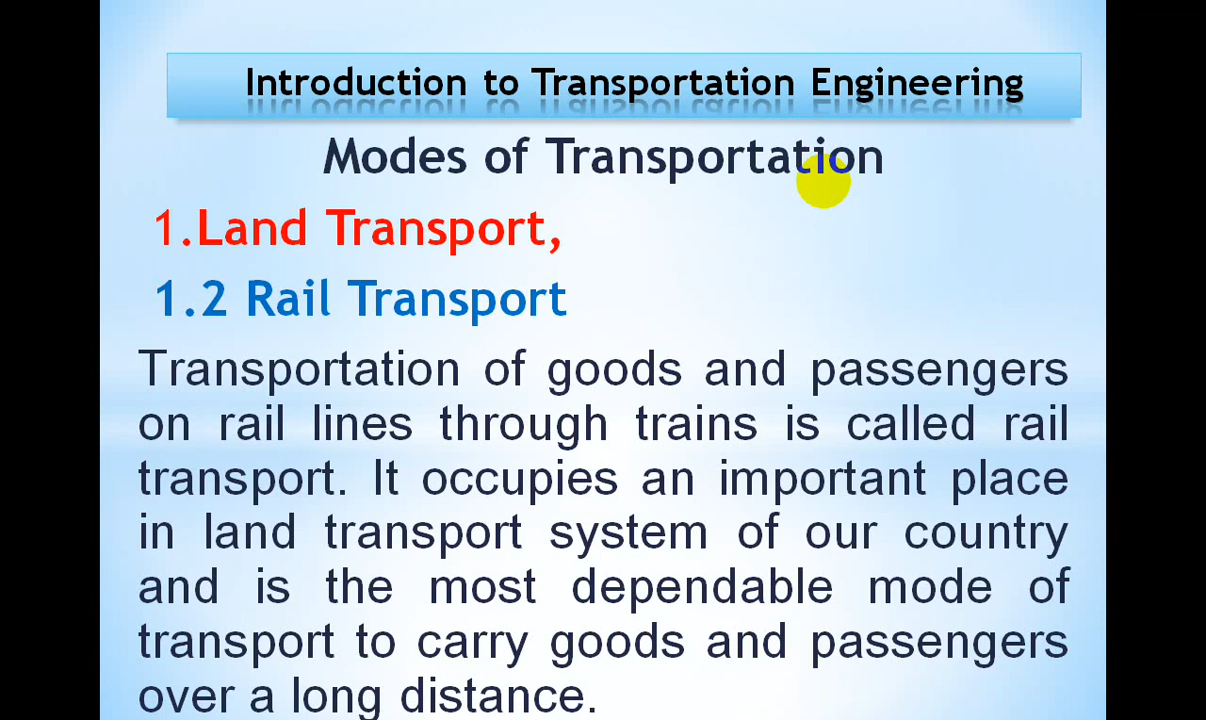 Introduction to Transportation Engineering
Modes of Transportation
1.Land Transport,
1.2 Rail Transport
Transportation of goods and passengers
on rail lines through trains is called rail
transport. It occupies an important place
in land transport system of our country
and is the most dependable mode of
transport to carry goods and passengers
over a long distance.